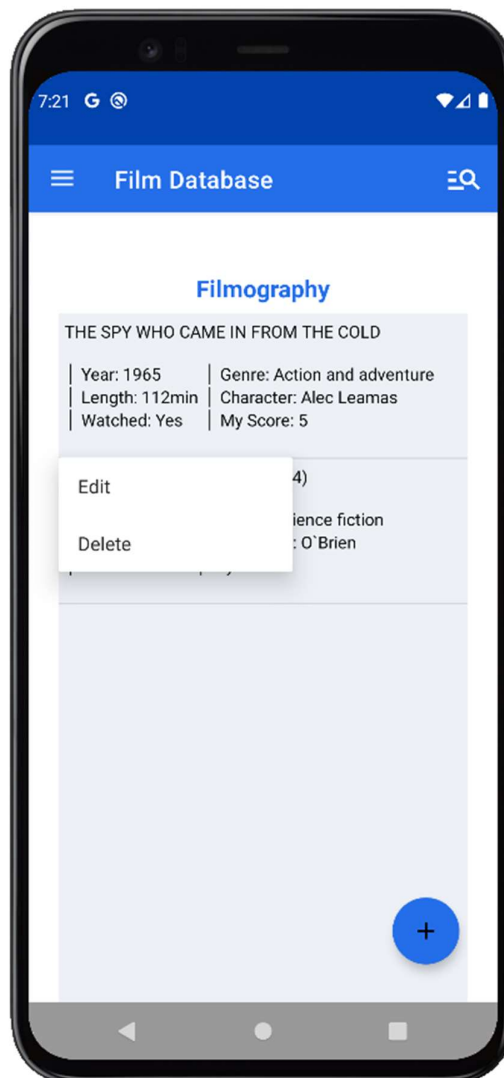 7:21 G
Film Database
Filmography
THE SPY WHO CAME IN FROM THE COLD
Year: 1965 Genre: Action and adventure
Length: 112min Character: Alec Leamas
Watched: Yes My Score: 5
4)
Edit
ience fiction
Delete : O`Brien
+